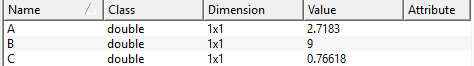 Name Class Dimension Value Attribute
A double 1x1 2.7183
B double 1x1 9
C double 1x1 0.76618